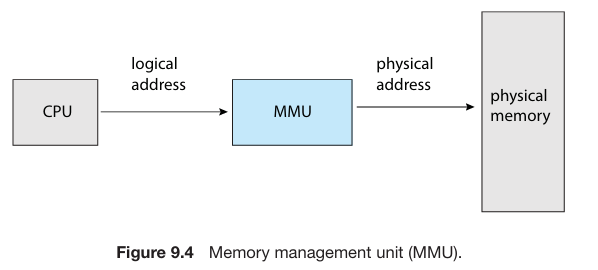 logical
address
physical
address
CPU
MMU
physical
memory
Figure 9.4 Memory management unit (MMU).